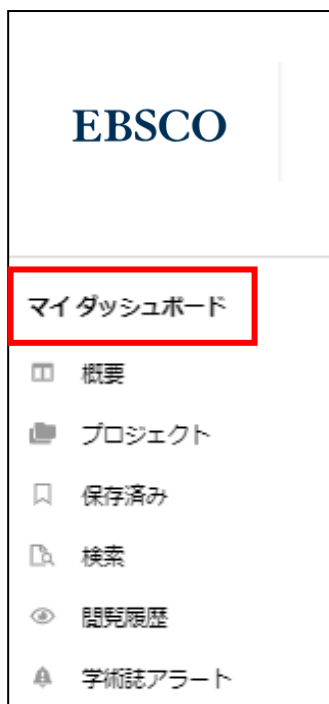 EBSCO
マイ ダッシュボード
概要
プロジェクト
保存済み
検索
閲覧履歴
学術誌アラート